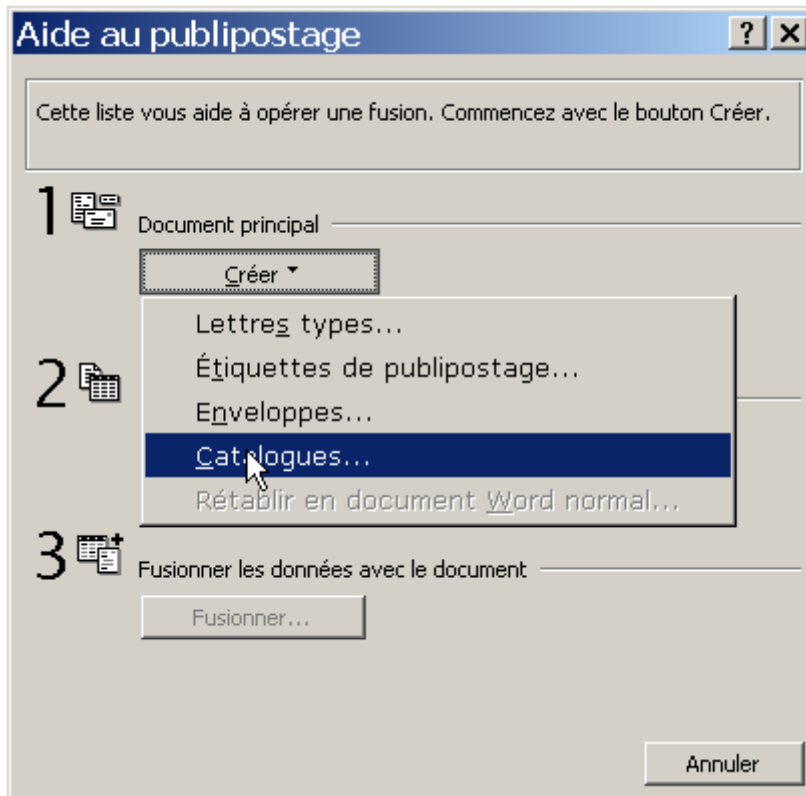 Aide au publipostage
Cette liste vous aide à opérer une fusion. Commencez avec le bouton Créer.
1
Document principal
Créer
Lettres types...
Étiquettes de publipostage...
2
Enveloppes...
Catalogues...
Rétablir en document Word normal...
3
Fusionner les données avec le document
Fusionner...
Annuler